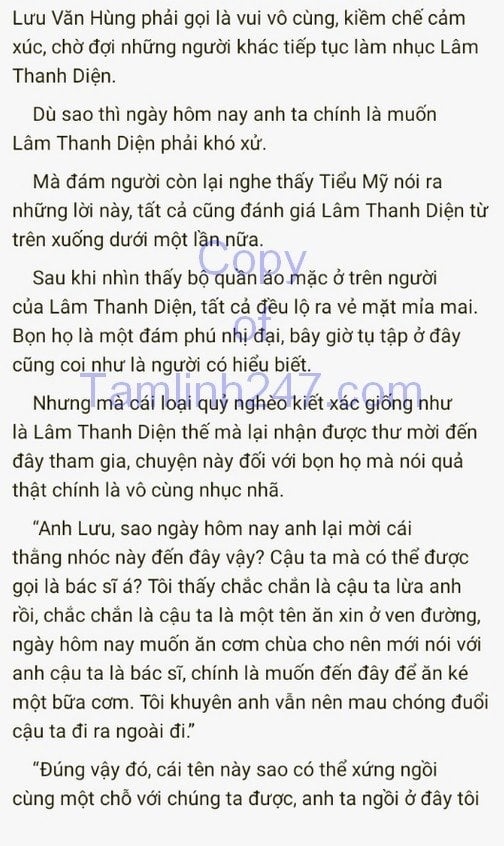 Lưu Văn Hùng phải gọi là vui vô cùng, kiềm chế cảm
xúc, chờ đợi những người khác tiếp tục làm nhục Lâm
Thanh Diện.
Dù sao thì ngày hôm nay anh ta chính là muốn
Lâm Thanh Diện phải khó xử.
Mà đám người còn lại nghe thấy Tiểu Mỹ nói ra
những lời này, tất cả cũng đánh giá Lâm Thanh Diện từ
trên xuống dưới một lần nữa.
Copy
Sau khi nhìn thấy bộ quần áo mặc ở trên người
của Lâm Thanh Diện, tất cả đều lộ ra vẻ mặt mỉa mai.
of
Bọn họ là một đám phú nhị đại, bây giờ tụ tập ở đây
cũng coi như là người có hiểu biết.
Tamlinh247.com
Nhưng mà cái loại quỷ nghèo kiết xác giống như
là Lâm Thanh Diện thế mà lại nhận được thư mời đến
đây tham gia, chuyện này đối với bọn họ mà nói quả
thật chính là vô cùng nhục nhã.
“Anh Lưu, sao ngày hôm nay anh lại mời cái
thằng nhóc này đến đây vậy? Cậu ta mà có thể được
gọi là bác sĩ á? Tôi thấy chắc chắn là cậu ta lừa anh
rồi, chắc chắn là cậu ta là một tên ăn xin ở ven đường,
ngày hôm nay muốn ăn cơm chùa cho nên mới nói với
anh cậu ta là bác sĩ, chính là muốn đến đây để ăn ké
một bữa cơm. Tôi khuyên anh vẫn nên mau chóng đuổi
cậu ta đi ra ngoài đi.”
“Đúng vậy đó, cái tên này sao có thể xứng ngồi
cùng một chỗ với chúng ta được, anh ta ngồi ở đây tôi